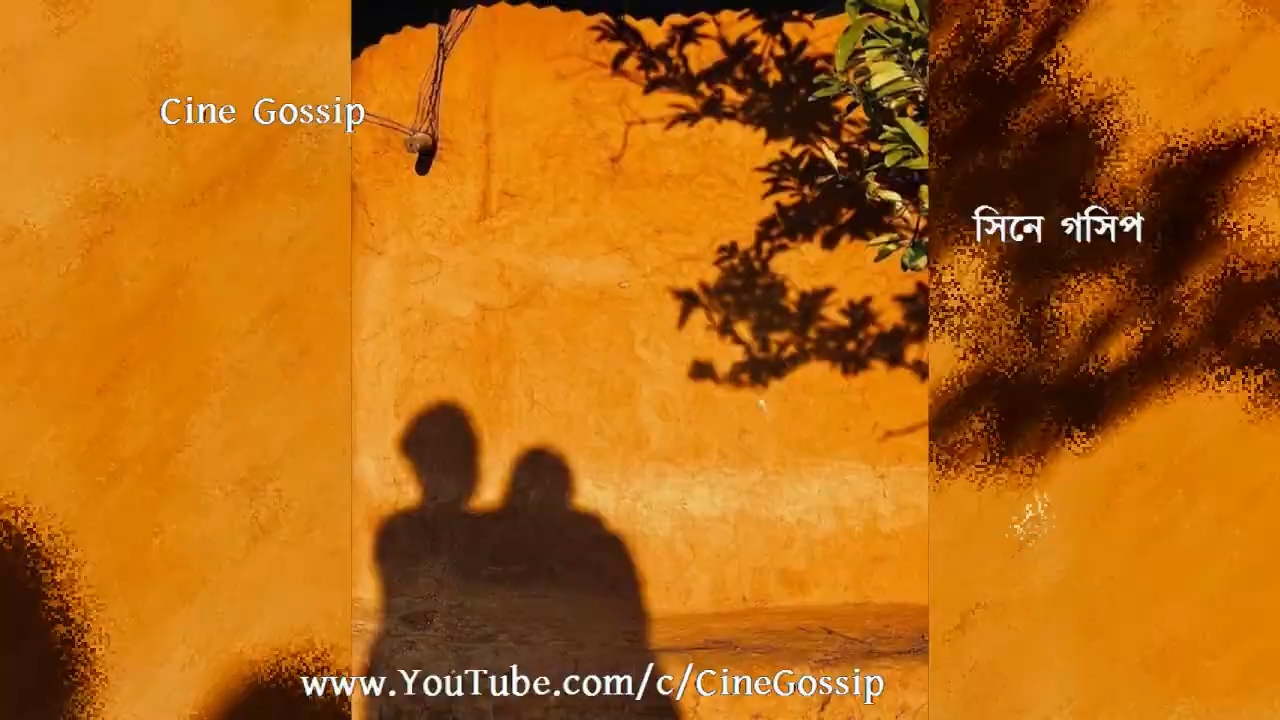 Cine Gossip
সিনে গসিপ
www.YouTube.com/c/CineGossip